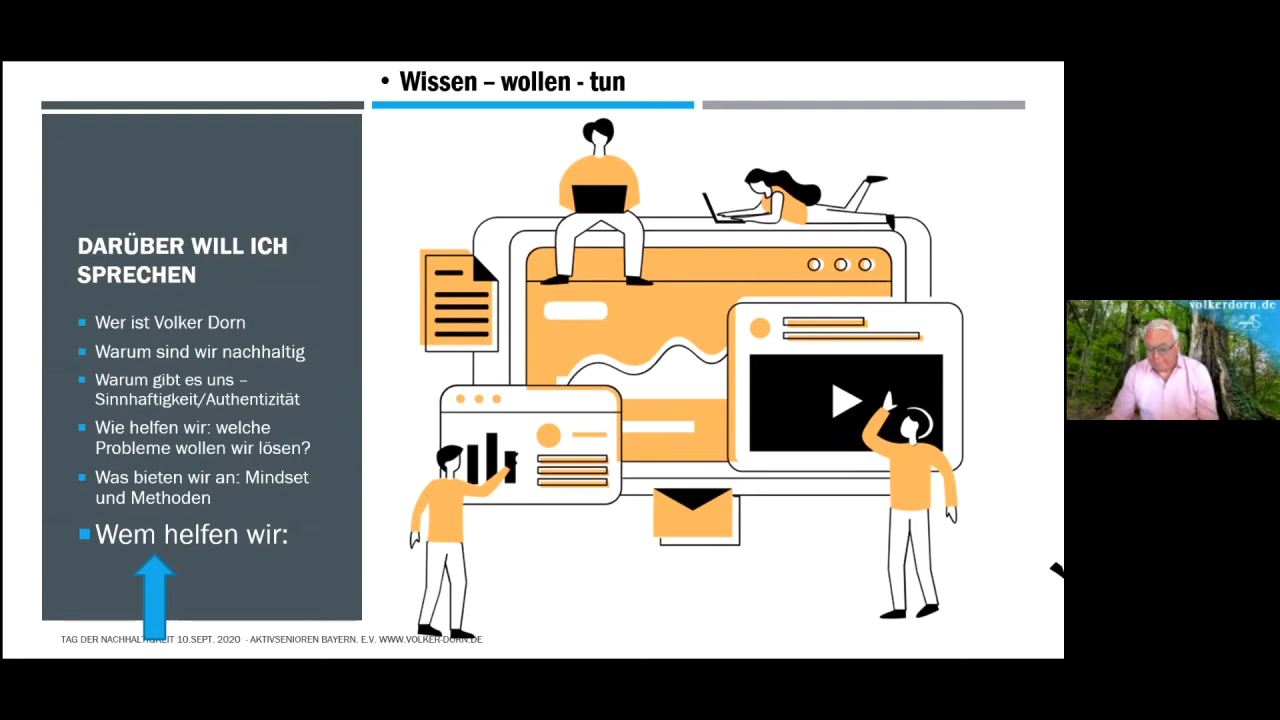 • Wissen – wollen - tun
DARÜBER WILL ICH
SPRECHEN
Wer ist Volker Dorn
Warum sind wir nachhaltig
Warum gibt es uns –
Sinnhaftigkeit/Authentizität
Wie helfen wir: welche
Probleme wollen wir lösen?
Was bieten wir an: Mindset
und Methoden
Wem helfen wir:
TAG DER NACHHALTIGKEIT 10.SEPT. 2020 - AKTIVSENIOREN BAYERN. E.V. WWW.VOLKER-DORN.DE
volkerdorn.de